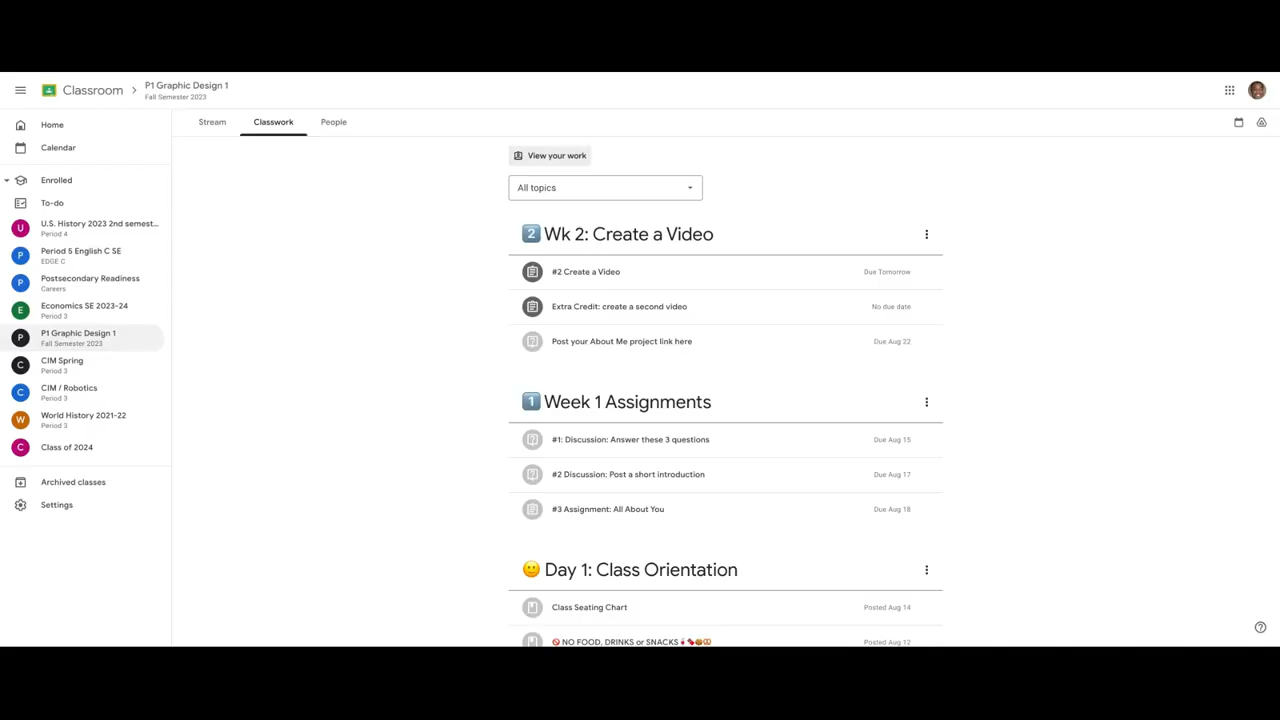 Classroom
P1 Graphic Design 1
Fall Semester 2023
Home
Calendar
Enrolled
To-do
U
U.S. History 2023 2nd semest...
Period 4
P
Period 5 English C SE
EDGE C
P
Postsecondary Readiness
Careers
E
Economics SE 2023-24
Period 3
P
P1 Graphic Design 1
Fall Semester 2023
C
CIM Spring
Period 3
C
CIM / Robotics
Period 3
W
World History 2021-22
Period 3
C
Class of 2024
Archived classes
Settings
Stream Classwork People
View your work
All topics
2 Wk 2: Create a Video
#2 Create a Video Due Tomorrow
Extra Credit: create a second video No due date
Post your About Me project link here Due Aug 22
1 Week 1 Assignments
#1: Discussion: Answer these 3 questions Due Aug 15
#2 Discussion: Post a short introduction Due Aug 17
#3 Assignment: All About You Due Aug 18
🙂 Day 1: Class Orientation
Class Seating Chart Posted Aug 14
🚫 NO FOOD, DRINKS or SNACKS Posted Aug 12